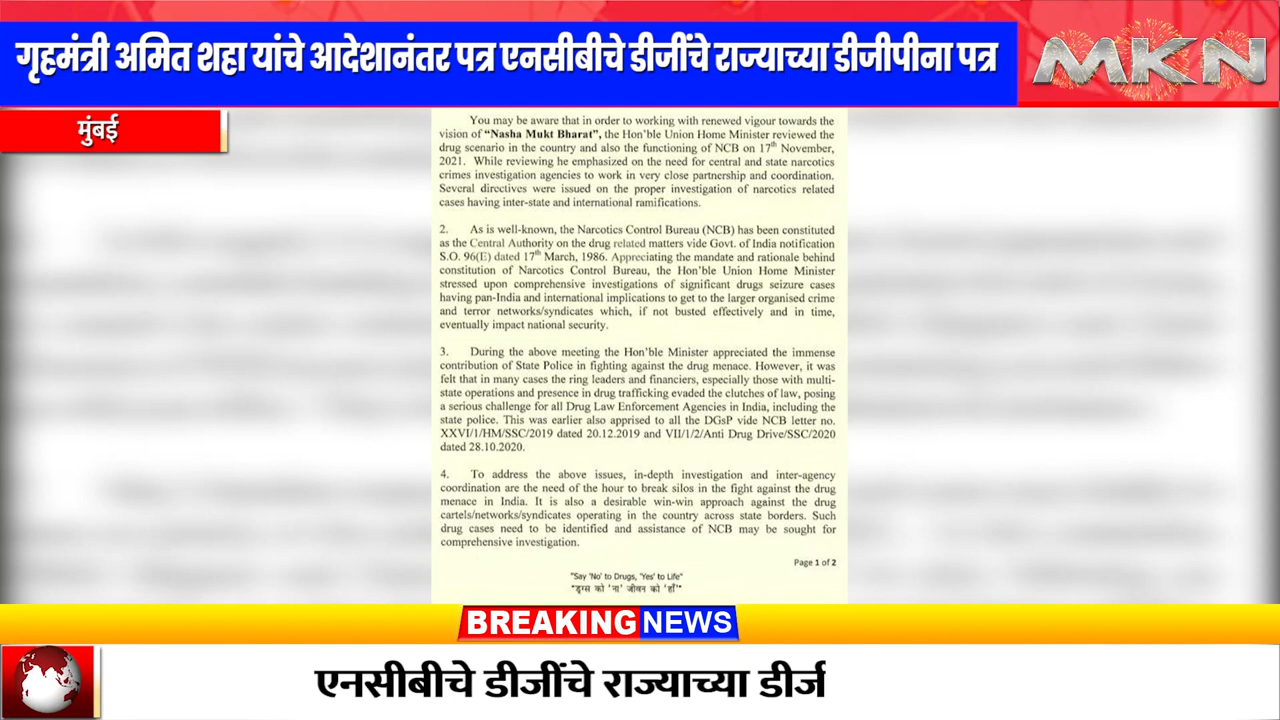 गृहमंत्री अमित शहा यांचे आदेशानंतर पत्र एनसीबीचे डीजींचे राज्याच्या डीजीपीना पत्र
MKN
मुंबई
You may be aware that in order to working with renewed vigour towards the
vision of “Nasha Mukt Bharat”, the Hon’ble Union Home Minister reviewed the
drug scenario in the country and also the functioning of NCB on 17th November,
2021. While reviewing he emphasized on the need for central and state narcotics
crimes investigation agencies to work in very close partnership and coordination.
Several directives were issued on the proper investigation of narcotics related
cases having inter-state and international ramifications.
2. As is well-known, the Narcotics Control Bureau (NCB) has been constituted
as the Central Authority on the drug related matters vide Govt. of India notification
S.O. 96(E) dated 17th March, 1986. Appreciating the mandate and rationale behind
constitution of Narcotics Control Bureau, the Hon’ble Union Home Minister
stressed upon comprehensive investigations of significant drugs seizure cases
having pan-India and international implications to get to the larger organised crime
and terror networks/syndicates which, if not busted effectively and in time,
eventually impact national security.
3. During the above meeting the Hon’ble Minister appreciated the immense
contribution of State Police in fighting against the drug menace. However, it was
felt that in many cases the ring leaders and financiers, especially those with multi-
state operations and presence in drug trafficking evaded the clutches of law, posing
a serious challenge for all Drug Law Enforcement Agencies in India, including the
state police. This was earlier also apprised to all the DGsP vide NCB letter no.
XXVI/1/HM/SSC/2019 dated 20.12.2019 and VII/1/2/Anti Drug Drive/SSC/2020
dated 28.10.2020.
4. To address the above issues, in-depth investigation and inter-agency
coordination are the need of the hour to break silos in the fight against the drug
menace in India. It is also a desirable win-win approach against the drug
cartels/networks/syndicates operating in the country across state borders. Such
drug cases need to be identified and assistance of NCB may be sought for
comprehensive investigation.
Page 1 of 2
"Say 'No' to Drugs, 'Yes' to Life"
"ड्रग्स को 'ना' जीवन को 'हाँ'"
BREAKING NEWS
एनसीबीचे डीजींचे राज्याच्या